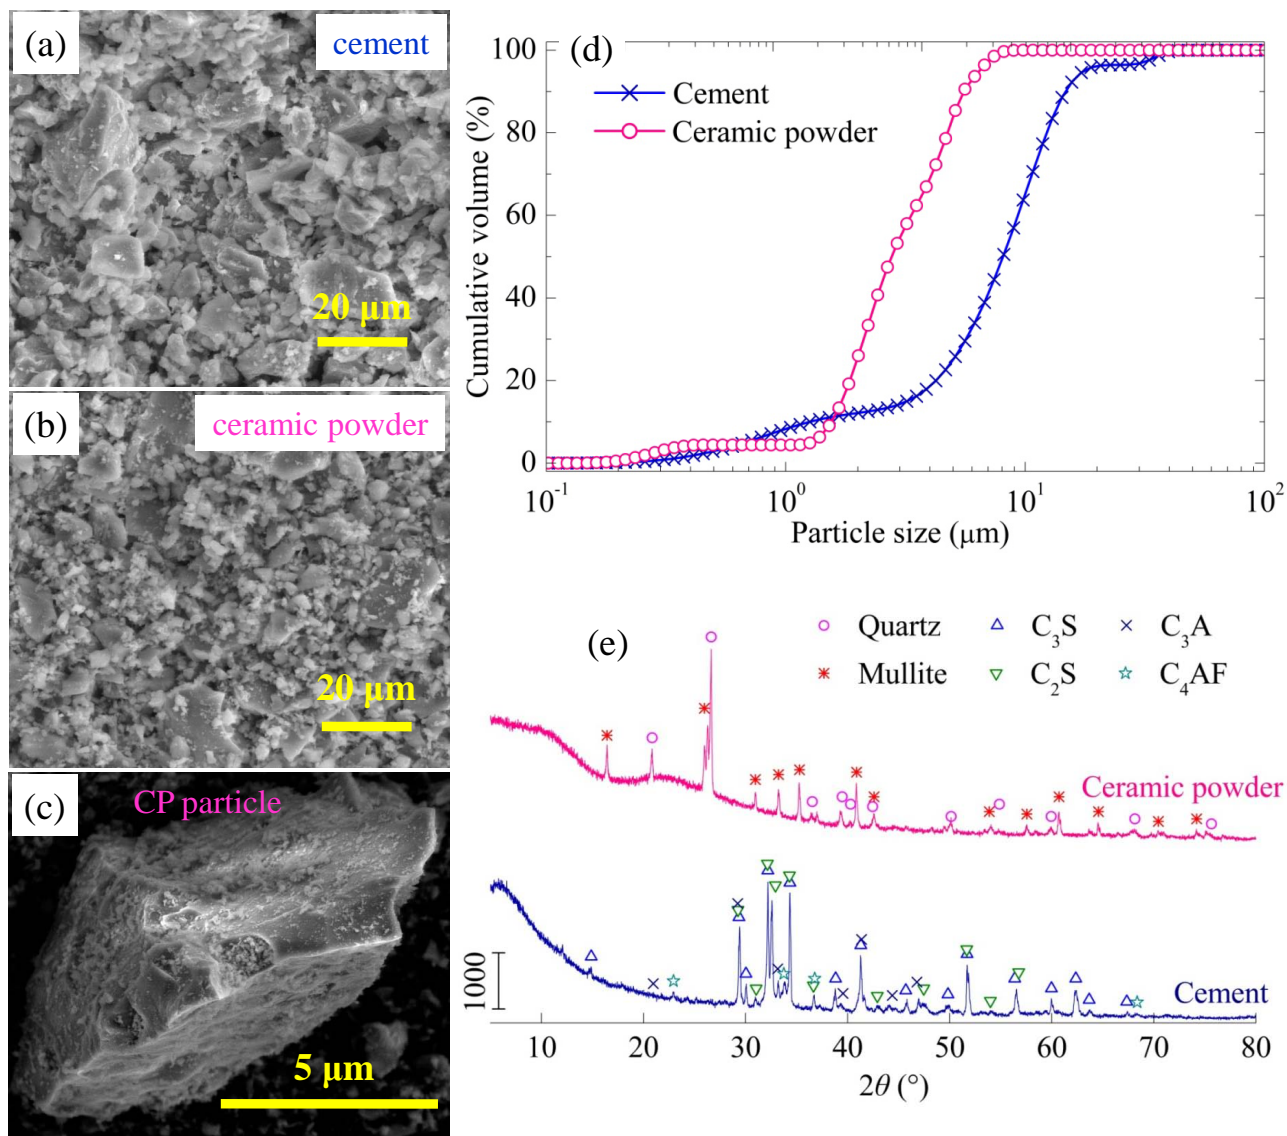 (a)
cement
20 μm
(b)
ceramic powder
20 μm
(c)
CP particle
5 μm
(d)
Cement
Ceramic powder
Cumulative volume (%)
100
80
60
40
20
0
10⁻¹ 10⁰ 10¹ 10²
Particle size (μm)
(e)
Quartz C₃S C₃A
Mullite C₂S C₄AF
Ceramic powder
1000
Cement
10 20 30 40 50 60 70 80
2θ (°)